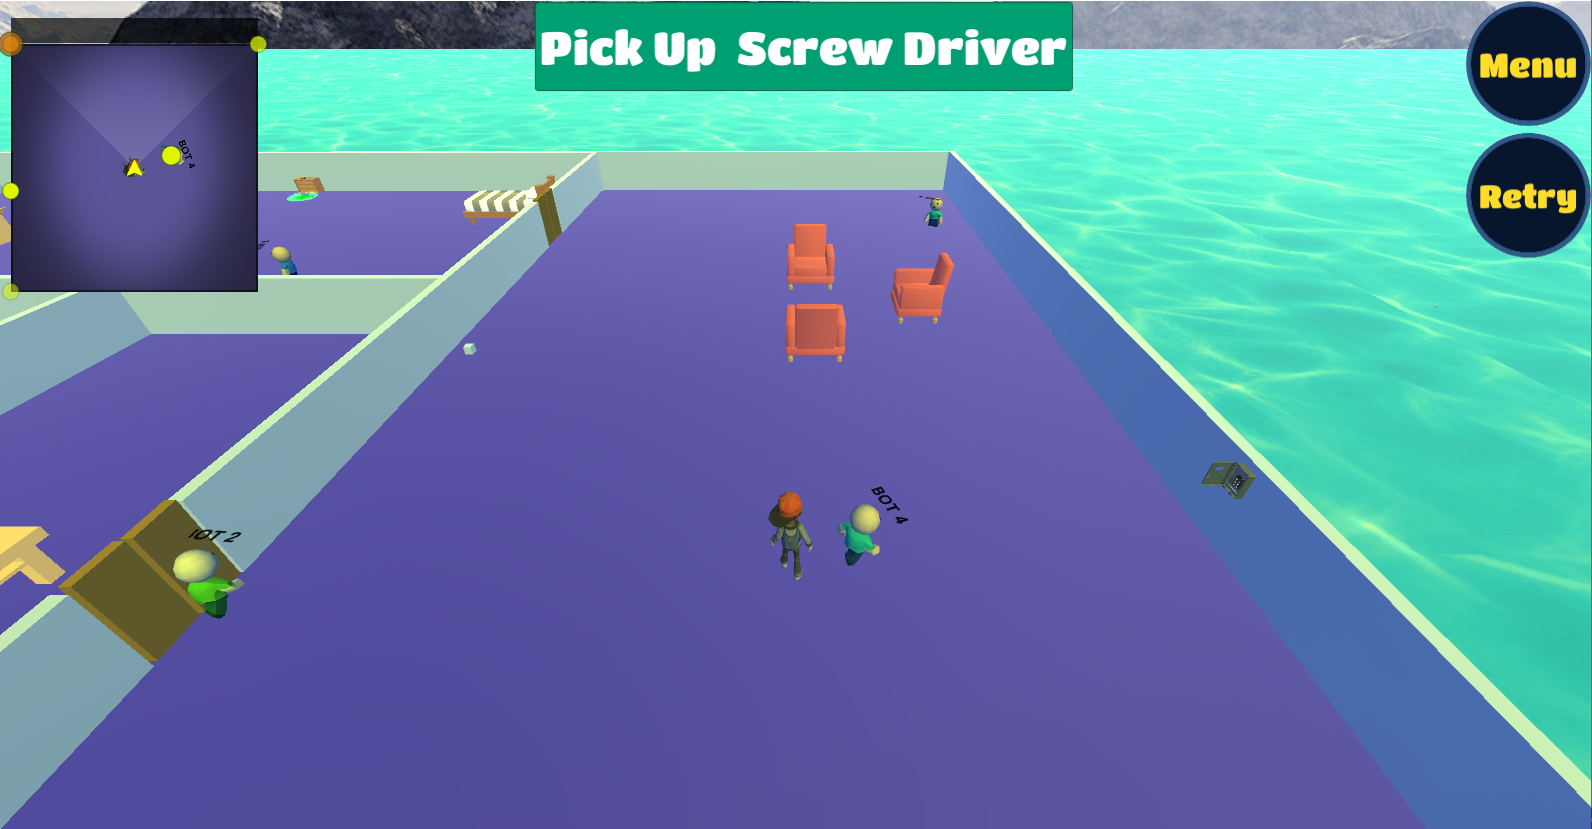 Pick Up Screw Driver
Menu
Retry
BOT 4
BOT 4